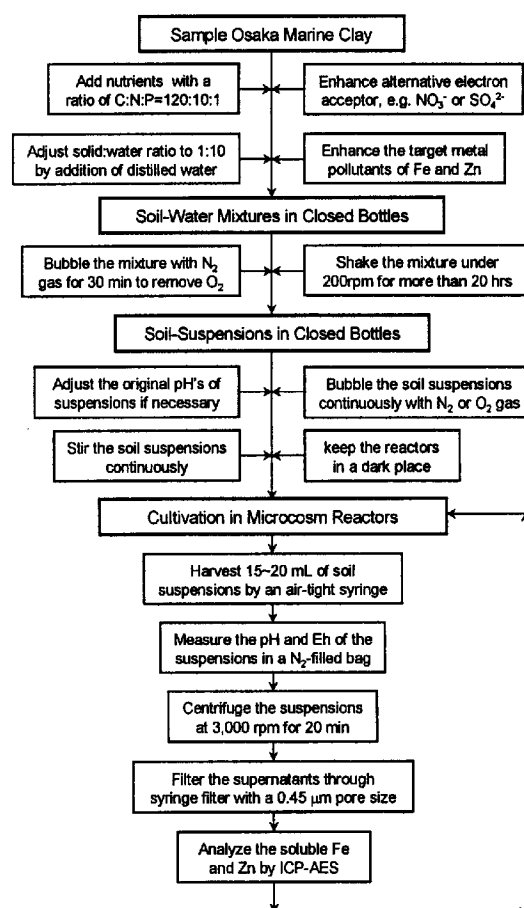 Sample Osaka Marine Clay
Add nutrients with a
ratio of C:N:P=120:10:1
Enhance alternative electron
acceptor, e.g. NO₃⁻ or SO₄²⁻
Adjust solid:water ratio to 1:10
by addition of distilled water
Enhance the target metal
pollutants of Fe and Zn
Soil-Water Mixtures in Closed Bottles
Bubble the mixture with N₂
gas for 30 min to remove O₂
Shake the mixture under
200rpm for more than 20 hrs
Soil-Suspensions in Closed Bottles
Adjust the original pH's of
suspensions if necessary
Bubble the soil suspensions
continuously with N₂ or O₂ gas
Stir the soil suspensions
continuously
keep the reactors
in a dark place
Cultivation in Microcosm Reactors
Harvest 15~20 mL of soil
suspensions by an air-tight syringe
Measure the pH and Eh of the
suspensions in a N₂-filled bag
Centrifuge the suspensions
at 3,000 rpm for 20 min
Filter the supernatants through
syringe filter with a 0.45 μm pore size
Analyze the soluble Fe
and Zn by ICP-AES